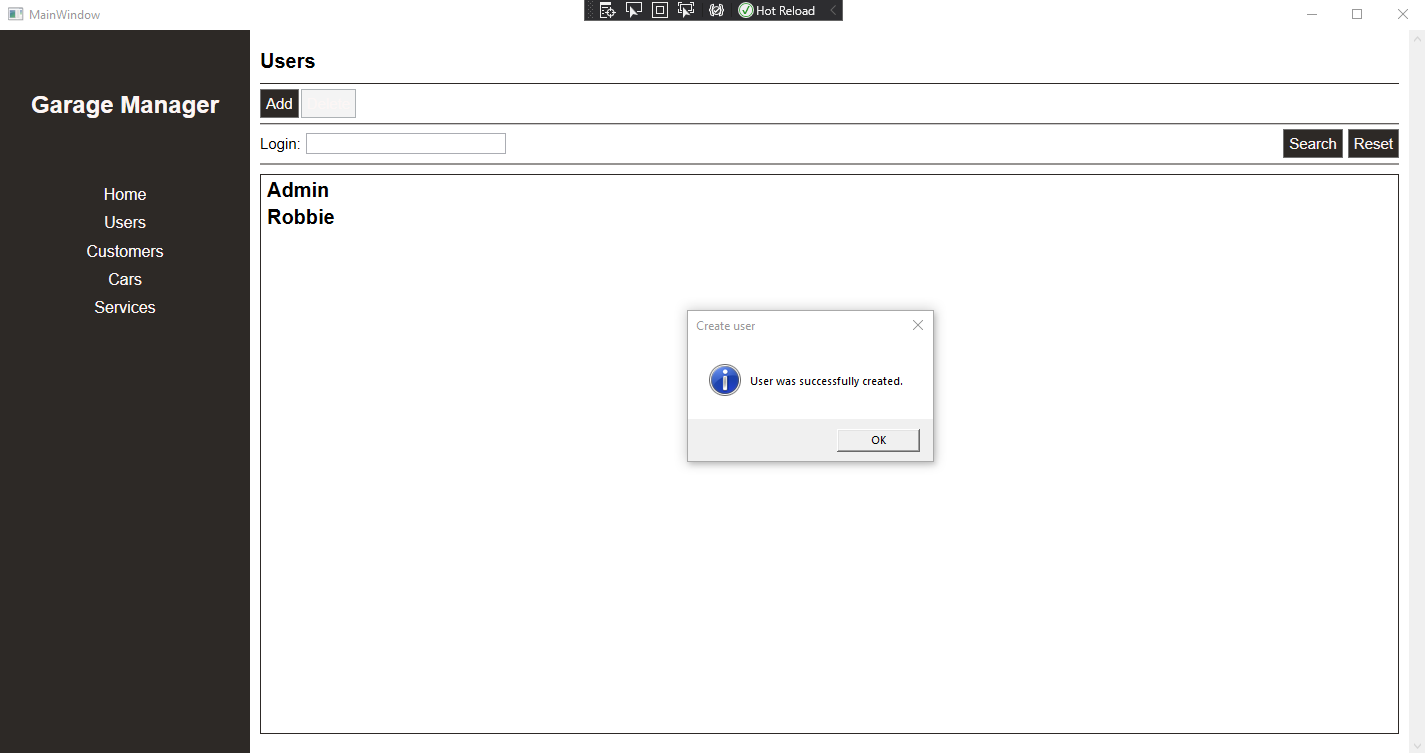 MainWindow
Hot Reload
Garage Manager
Home
Users
Customers
Cars
Services
Users
Add
Login:
Search Reset
Admin
Robbie
Create user
User was successfully created.
OK